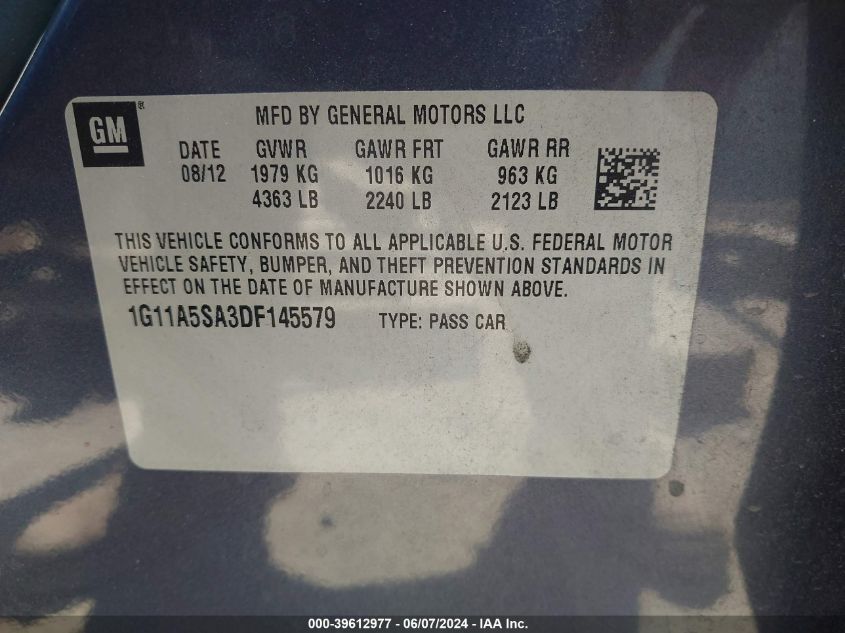 GM®
MFD BY GENERAL MOTORS LLC
DATE GVWR GAWR FRT GAWR RR
08/12 1979 KG 1016 KG 963 KG
4363 LB 2240 LB 2123 LB
THIS VEHICLE CONFORMS TO ALL APPLICABLE U.S. FEDERAL MOTOR
VEHICLE SAFETY, BUMPER, AND THEFT PREVENTION STANDARDS IN
EFFECT ON THE DATE OF MANUFACTURE SHOWN ABOVE.
1G11A5SA3DF145579 TYPE: PASS CAR
000-39612977 - 06/07/2024 - IAA Inc.